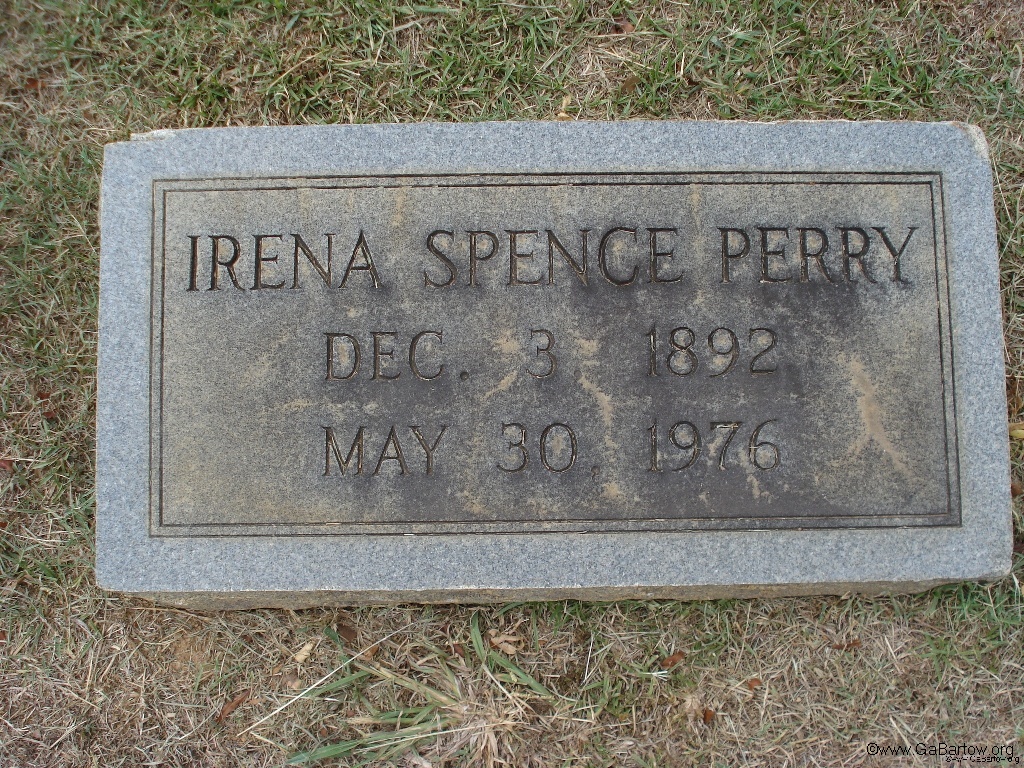 IRENA SPENCE PERRY
DEC. 3 1892
MAY 30, 1976
©www.GaBartow.org